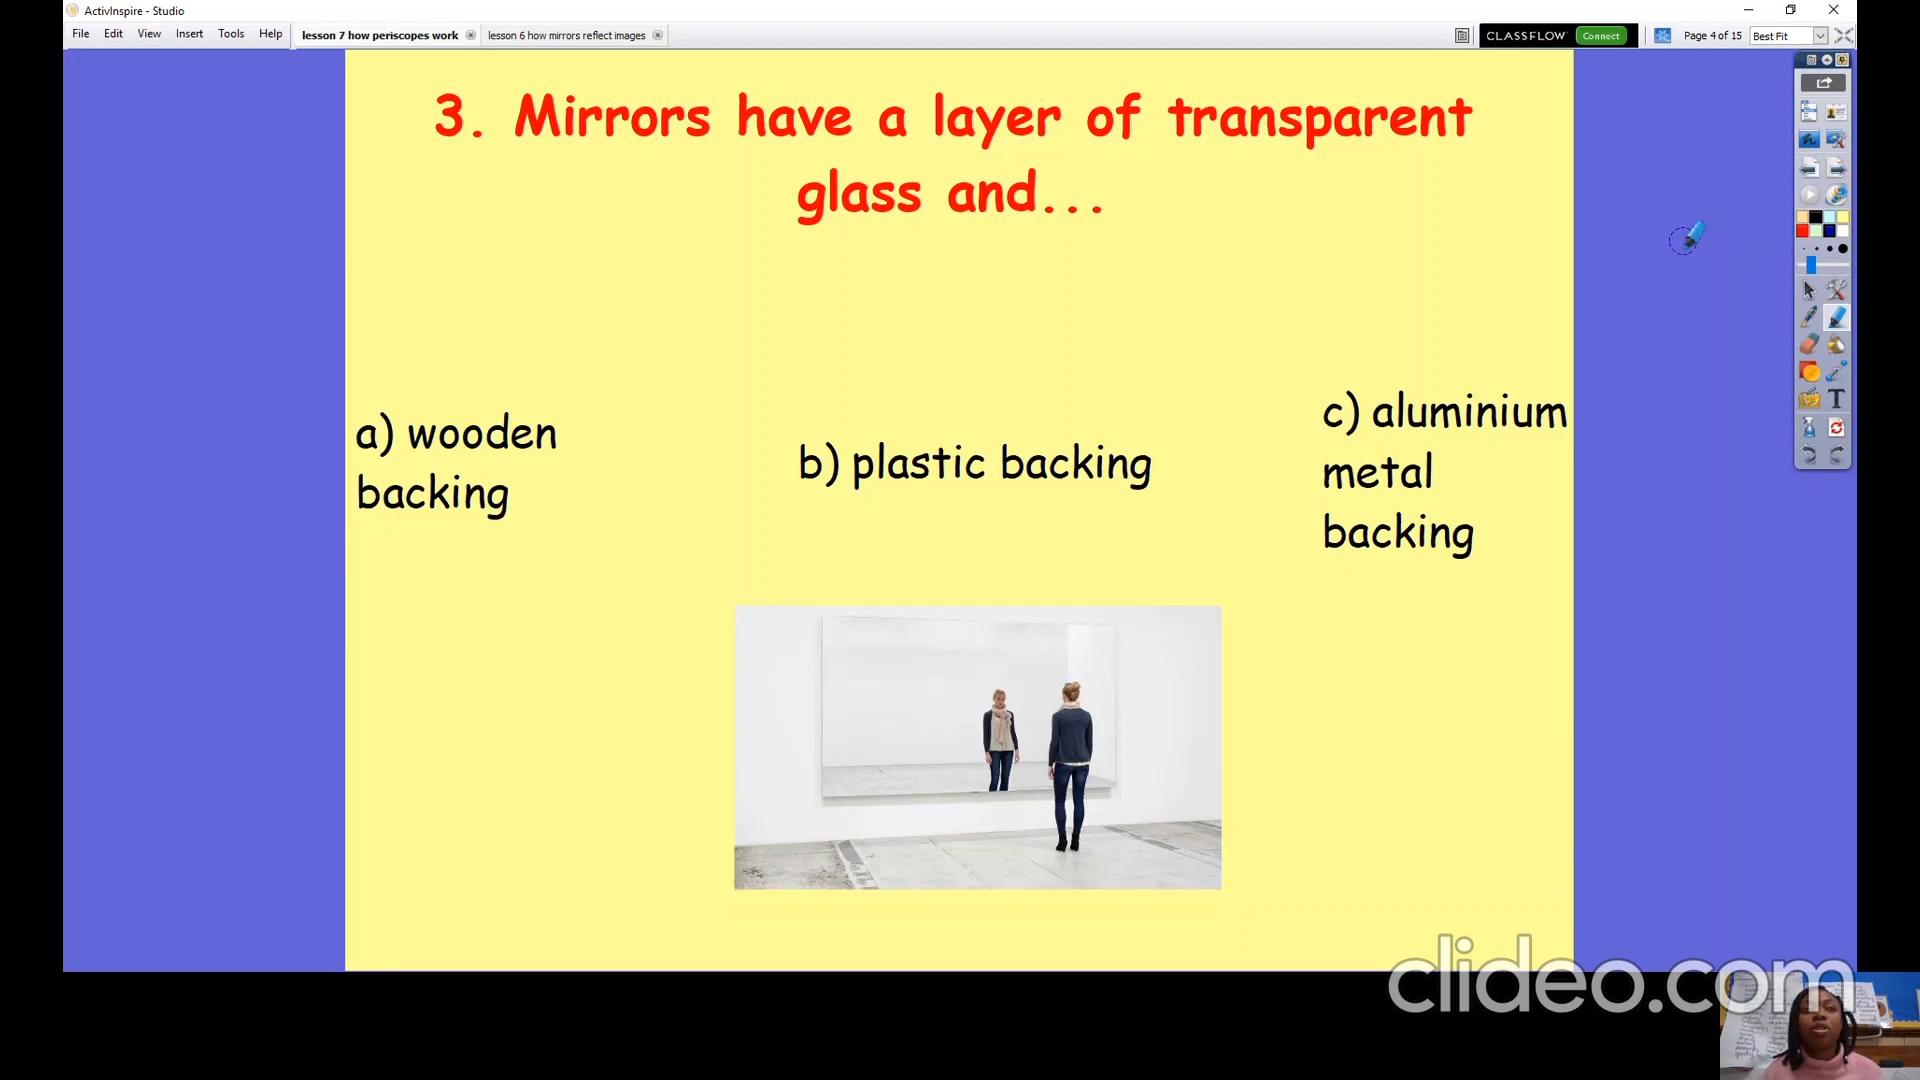 ActivInspire - Studio
File Edit View Insert Tools Help
lesson 7 how periscopes work
lesson 6 how mirrors reflect images
CLASSFLOW Connect
Page 4 of 15
Best Fit
3. Mirrors have a layer of transparent
glass and...
a) wooden
backing
b) plastic backing
c) aluminium
metal
backing
clideo.com